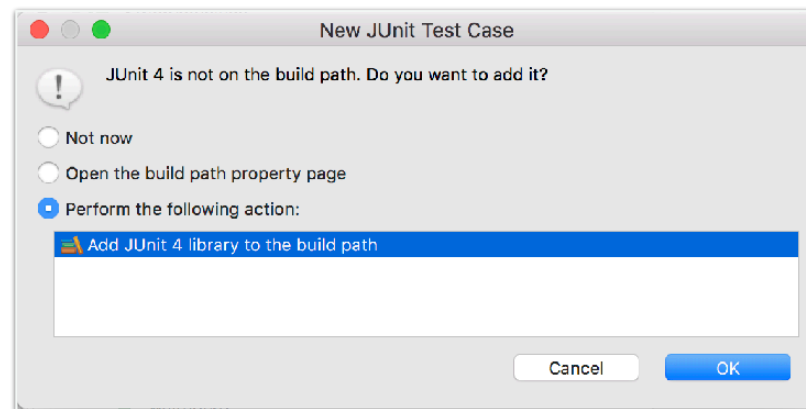 New JUnit Test Case
JUnit 4 is not on the build path. Do you want to add it?
Not now
Open the build path property page
Perform the following action:
Add JUnit 4 library to the build path
Cancel OK